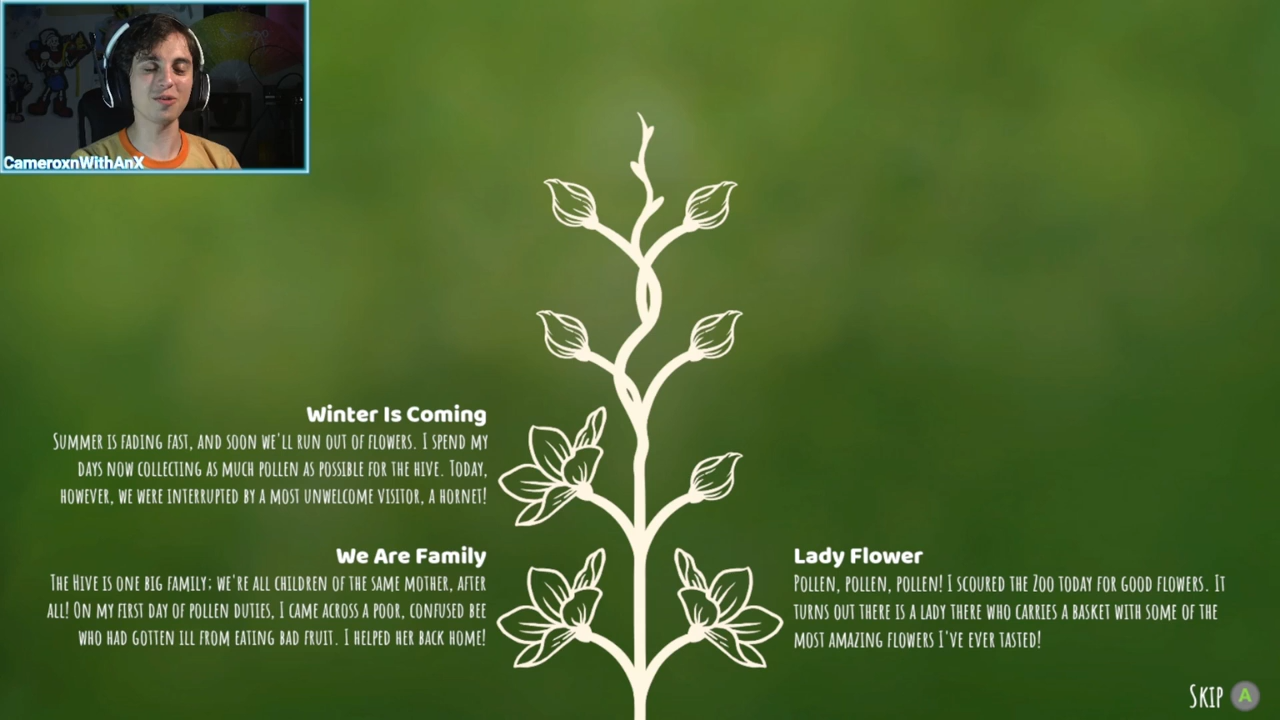 CameroxnWithAnX
Winter Is Coming
Summer is fading fast, and soon we'll run out of flowers. I spend my
days now collecting as much pollen as possible for the hive. Today,
however, we were interrupted by a most unwelcome visitor, a hornet!
We Are Family
The Hive is one big family; we're all children of the same mother, after
all! On my first day of pollen duties, I came across a poor, confused bee
who had gotten ill from eating bad fruit. I helped her back home!
Lady Flower
Pollen, pollen, pollen! I scoured the Zoo today for good flowers. It
turns out there is a lady there who carries a basket with some of the
most amazing flowers I've ever tasted!
Skip A